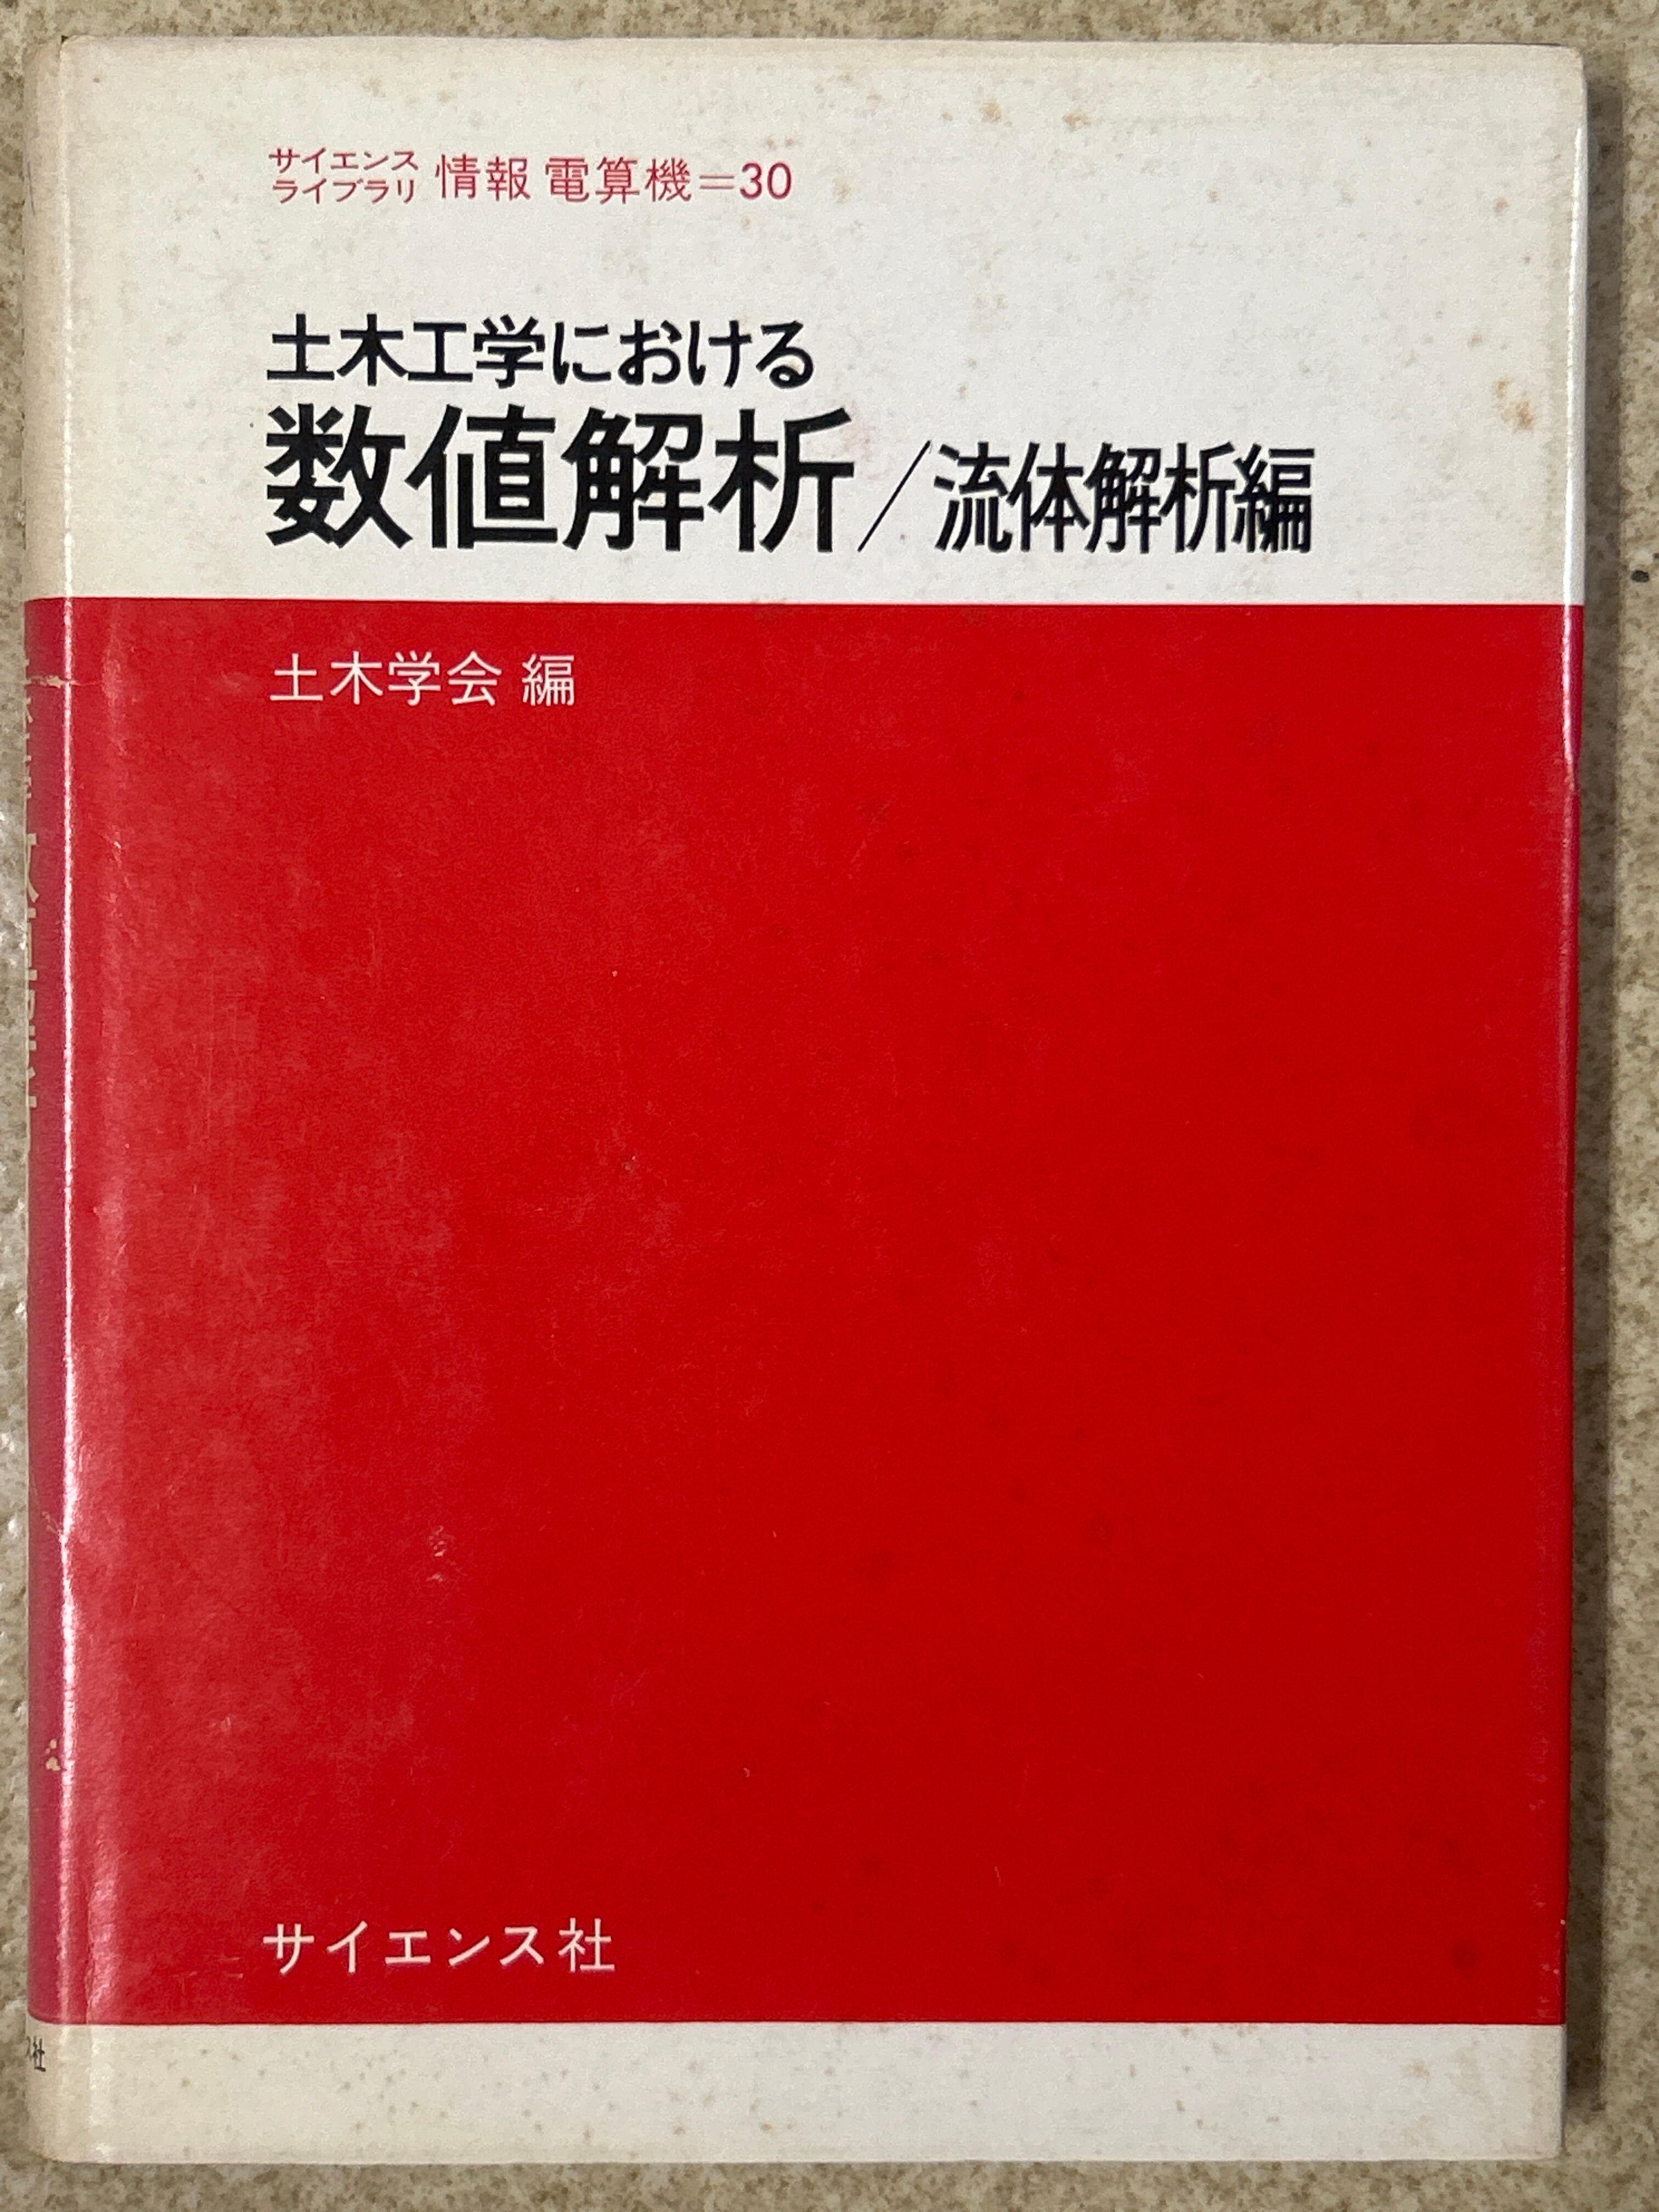 サイエンス
ライブラリ 情報 電算機=30
土木工学における
数値解析/流体解析編
土木学会 編
サイエンス社
社